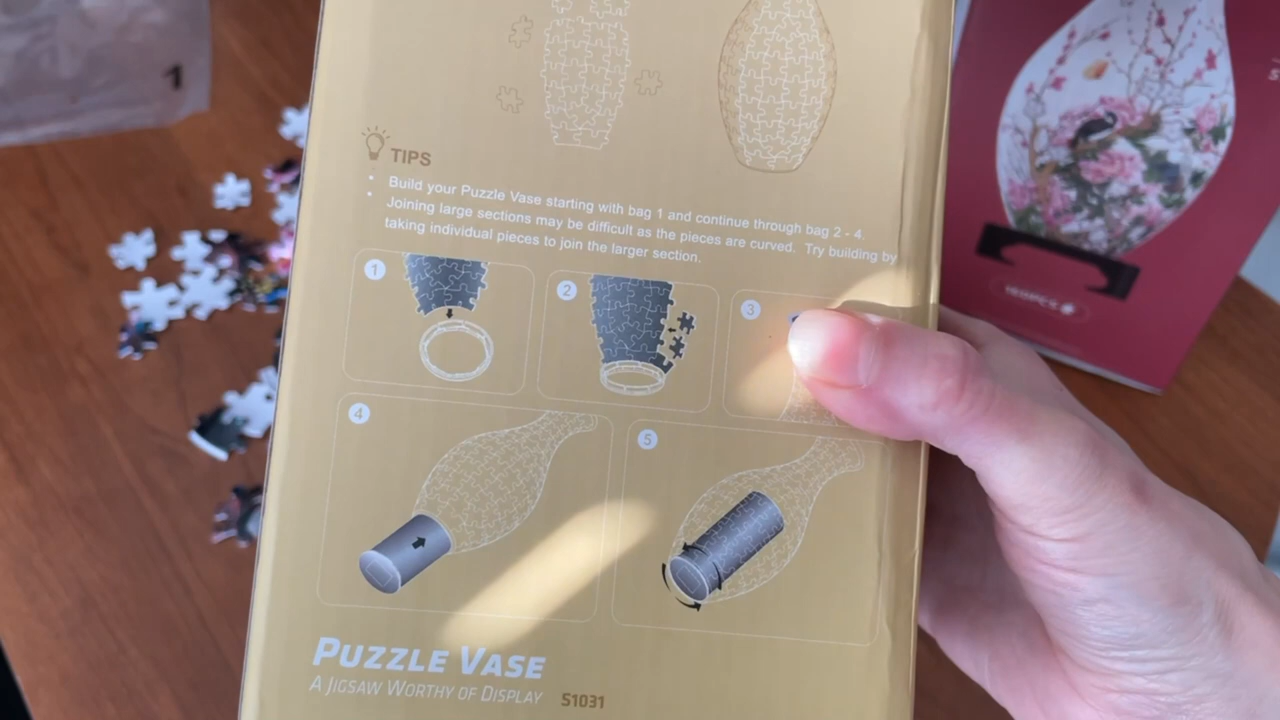 1
TIPS
• Build your Puzzle Vase starting with bag 1 and continue through bag 2 - 4.
• Joining large sections may be difficult as the pieces are curved. Try building by
taking individual pieces to join the larger section.
1
2
3
4
5
PUZZLE VASE
A JIGSAW WORTHY OF DISPLAY S1031